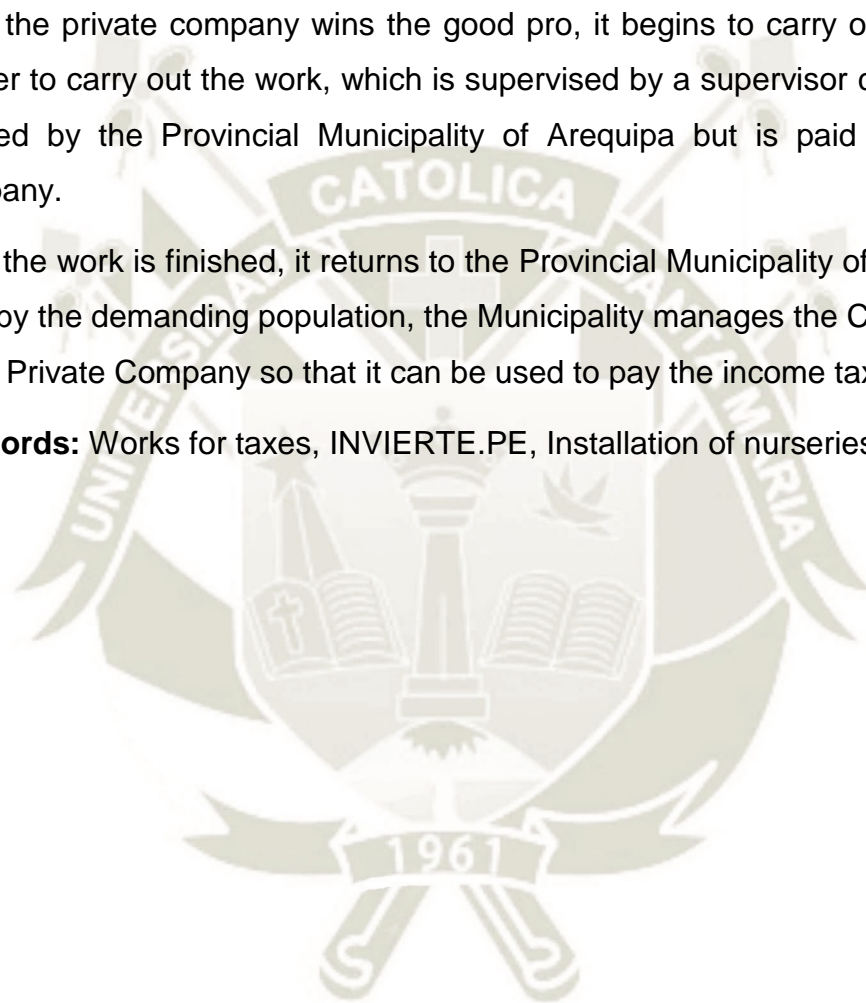 the private company wins the good pro, it begins to carry o
er to carry out the work, which is supervised by a supervisor
ed by the Provincial Municipality of Arequipa but is paid
pany.
the work is finished, it returns to the Provincial Municipality of
by the demanding population, the Municipality manages the C
Private Company so that it can be used to pay the income tax
ords: Works for taxes, INVIERTE.PE, Installation of nurseries
UNIVERSIDAD CATOLICA SANTA MARIA
1961